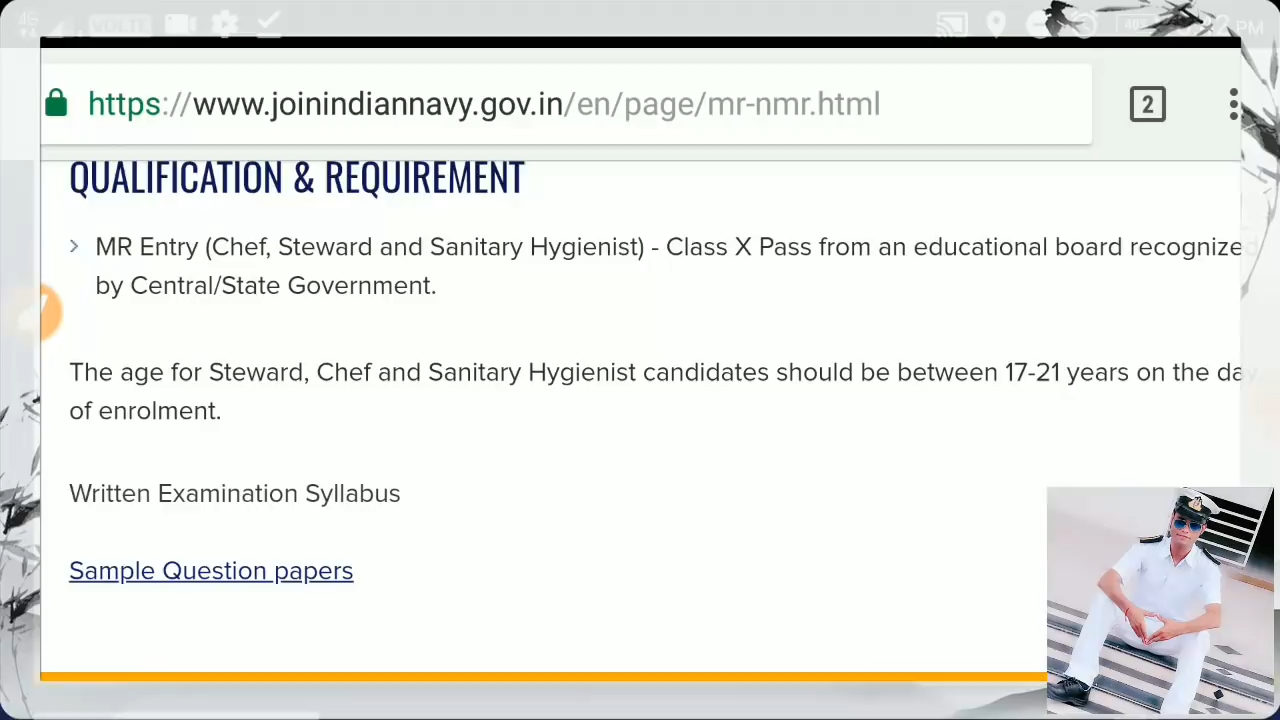 https://www.joinindiannavy.gov.in/en/page/mr-nmr.html
2
QUALIFICATION & REQUIREMENT
MR Entry (Chef, Steward and Sanitary Hygienist) - Class X Pass from an educational board recognized
by Central/State Government.
The age for Steward, Chef and Sanitary Hygienist candidates should be between 17-21 years on the day
of enrolment.
Written Examination Syllabus
Sample Question papers